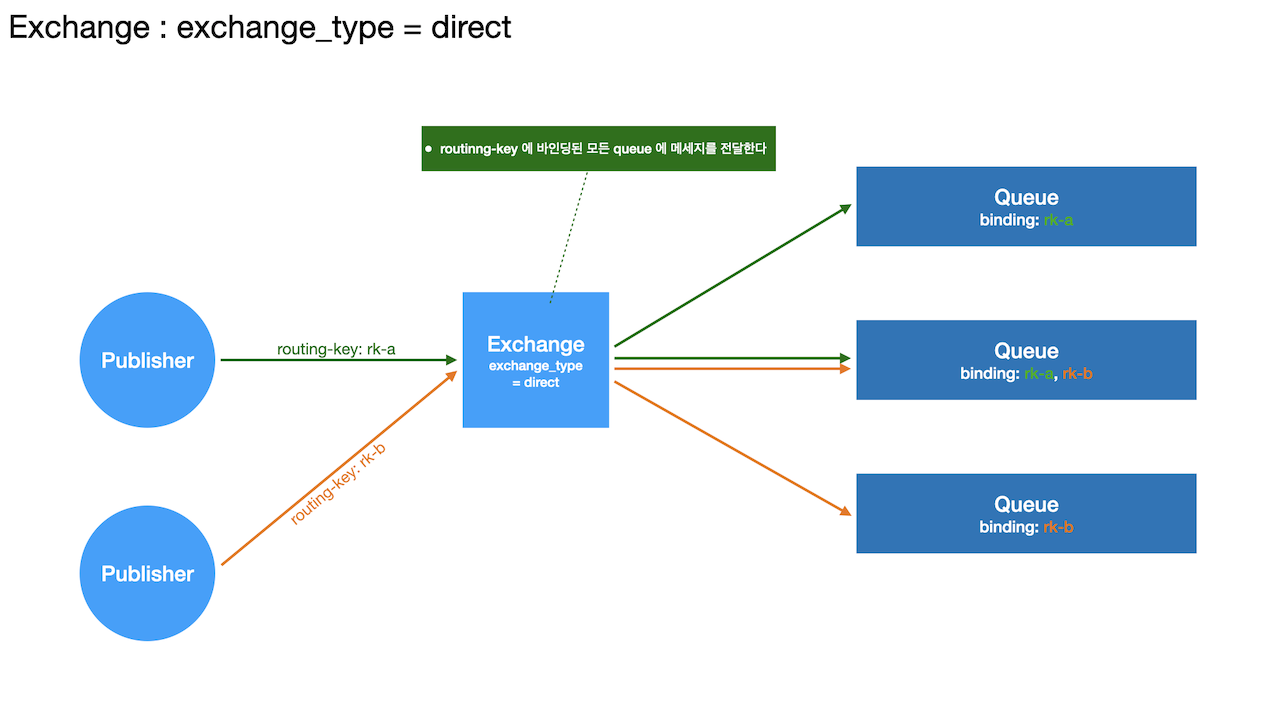 Exchange : exchange_type = direct
• routinng-key 에 바인딩된 모든 queue 에 메세지를 전달한다
Queue
binding: rk-a
Publisher
routing-key: rk-a
Exchange
exchange_type
= direct
Queue
binding: rk-a, rk-b
routing-key: rk-b
Publisher
Queue
binding: rk-b